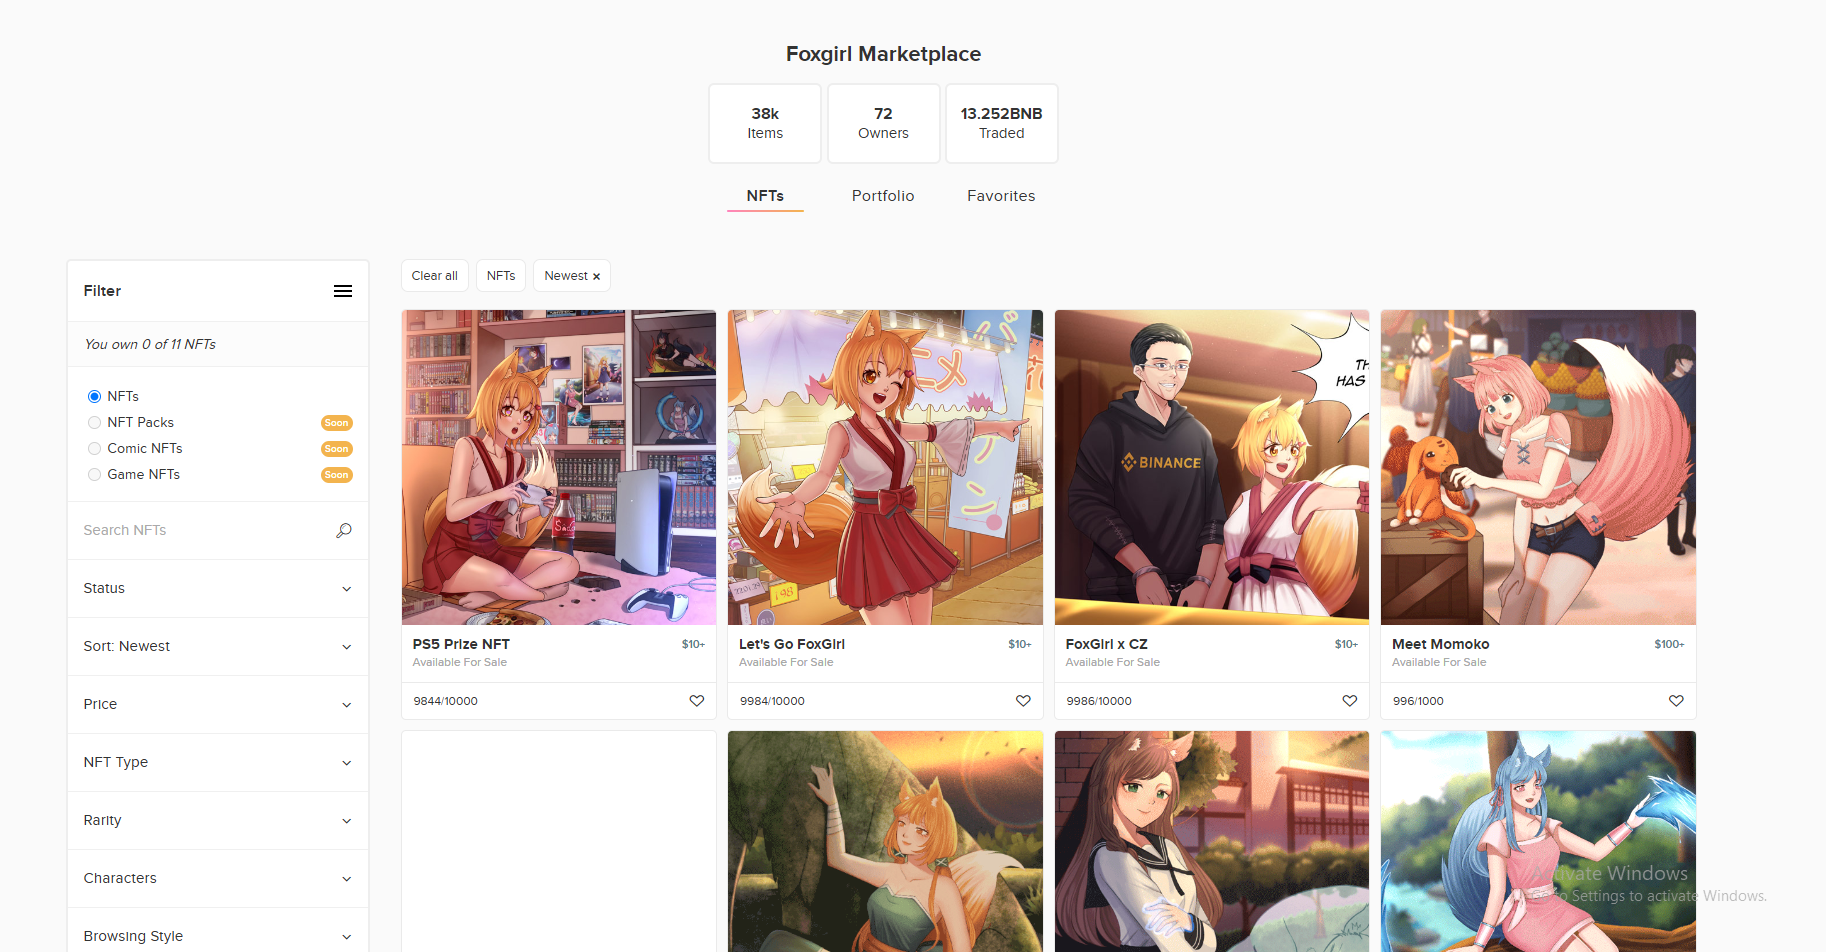 Foxgirl Marketplace
38k
Items
72
Owners
13.252BNB
Traded
NFTs
Portfolio
Favorites
Filter
You own 0 of 11 NFTs
NFTs
NFT Packs
Soon
Comic NFTs
Soon
Game NFTs
Soon
Search NFTs
Status
Sort: Newest
Price
NFT Type
Rarity
Characters
Browsing Style
Clear all
NFTs
Newest ×
BINANCE
TH
HAS
198
PS5 Prize NFT
$10+
Available For Sale
9844/10000
Let's Go FoxGirl
$10+
Available For Sale
9984/10000
FoxGirl x CZ
$10+
Available For Sale
9986/10000
Meet Momoko
$100+
Available For Sale
996/1000
Activate Windows
Go to Settings to activate Windows.